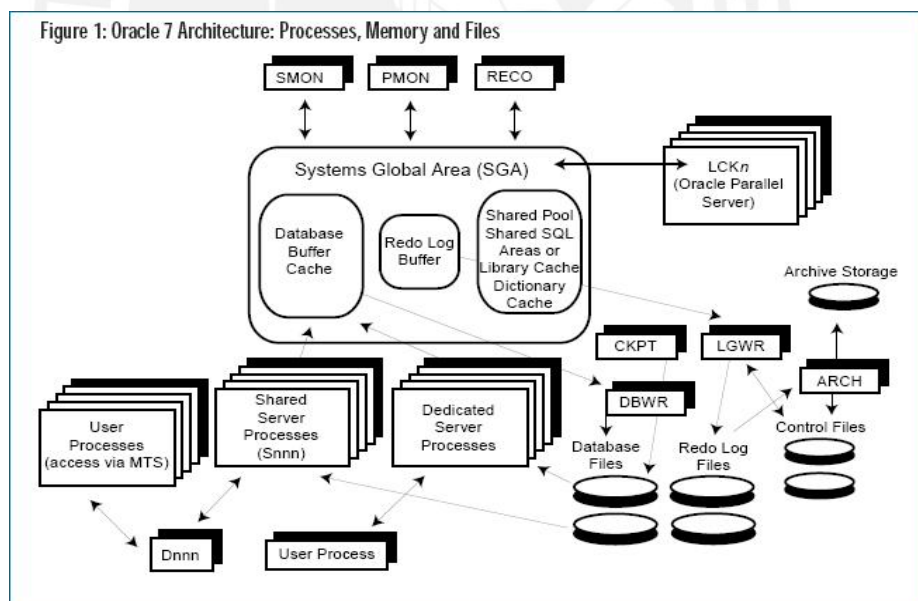 Figure 1: Oracle 7 Architecture: Processes, Memory and Files
SMON
PMON
RECO
Systems Global Area (SGA)
LCKn
(Oracle Parallel
Server)
Database
Buffer
Cache
Redo Log
Buffer
Shared Pool
Shared SQL
Areas or
Library Cache
Dictionary
Cache
Archive Storage
CKPT
LGWR
ARCH
DBWR
User
Processes
(access via MTS)
Shared
Server
Processes
(Snnn)
Dedicated
Server
Processes
Database
Files
Redo Log
Files
Control Files
Dnnn
User Process